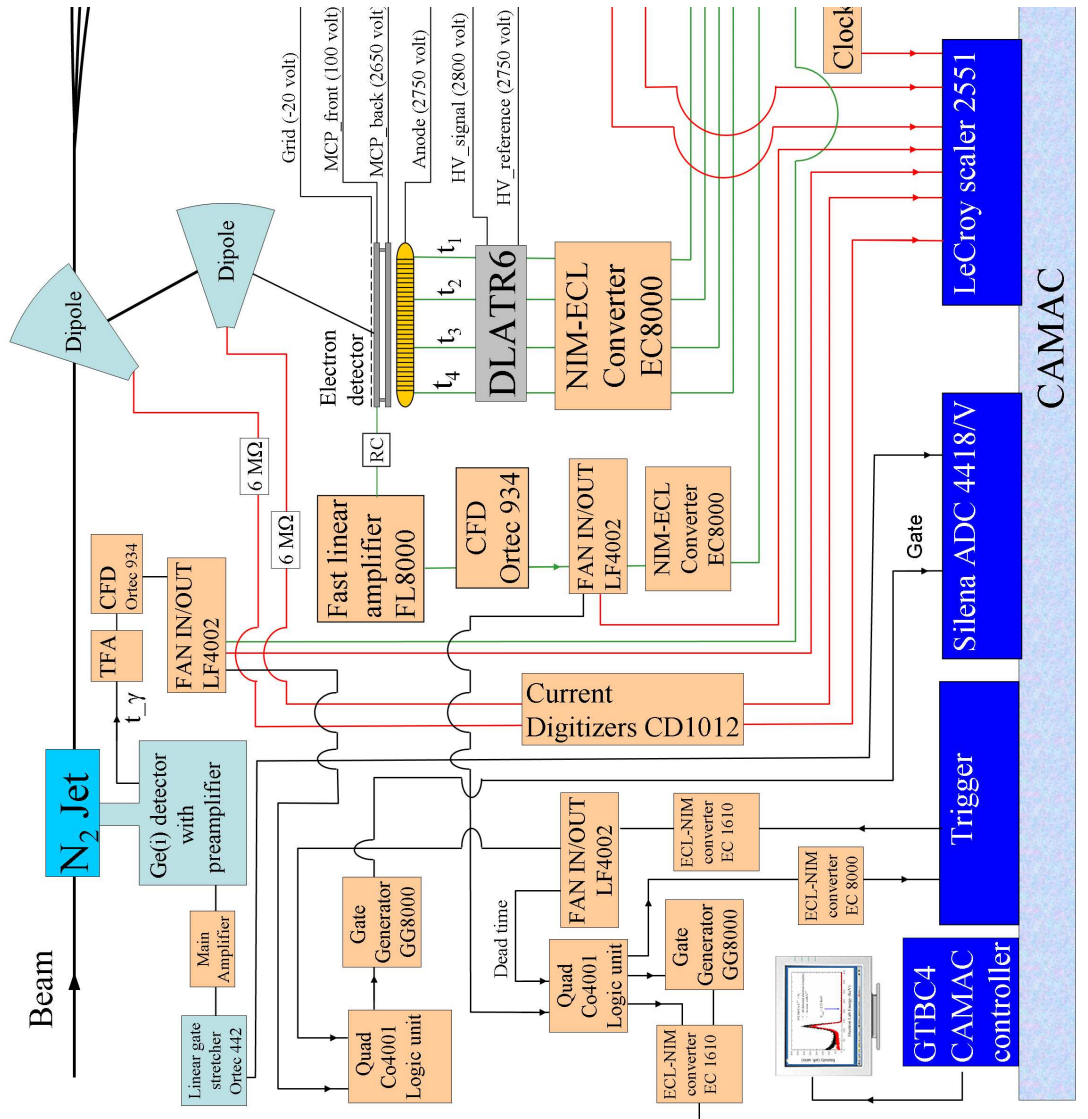 Beam
N₂ Jet
Dipole
Dipole
Grid (-20 volt)
MCP_front (100 volt)
MCP_back (2650 volt)
Anode (2750 volt)
HV_signal (2800 volt)
HV_reference (2750 volt)
Ge(i) detector
with
preamplifier
t_γ
TFA
CFD
Ortec 934
FAN IN/OUT
LF4002
6 MΩ
6 MΩ
Electron
detector
RC
t₁
t₂
t₃
t₄
DLATR6
NIM-ECL
Converter
EC8000
Clock
Linear gate
stretcher
Ortec 442
Main
Amplifier
Fast linear
amplifier
FL8000
CFD
Ortec 934
FAN IN/OUT
LF4002
NIM-ECL
Converter
EC8000
Quad
Co4001
Logic unit
Gate
Generator
GG8000
Current
Digitizers CD1012
Dead time
FAN IN/OUT
LF4002
Quad
Co4001
Logic unit
Gate
Generator
GG8000
ECL-NIM
converter
EC 1610
ECL-NIM
converter
EC 1610
ECL-NIM
converter
EC 8000
Gate
GTBC4
CAMAC
controller
Trigger
Silena ADC 4418/V
LeCroy scaler 2551
CAMAC